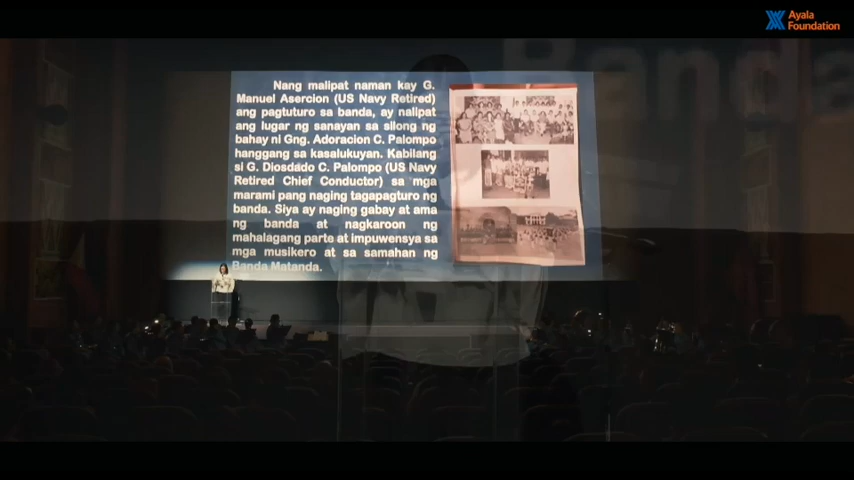 Ayala
Foundation
Banda
Nang malipat naman kay G.
Manuel Asercion (US Navy Retired)
ang pagtuturo sa banda, ay nalipat
ang lugar ng sanayan sa silong ng
bahay ni Gng. Adoracion C. Palompo
hanggang sa kasalukuyan. Kabilang
si G. Diosdado C. Palompo (US Navy
Retired Chief Conductor) sa mga
marami pang naging tagapagturo ng
banda. Siya ay naging gabay at ama
ng banda at nagkaroon ng
mahalagang parte at impuwensya sa
mga musikero at sa samahan ng
Banda Matanda.